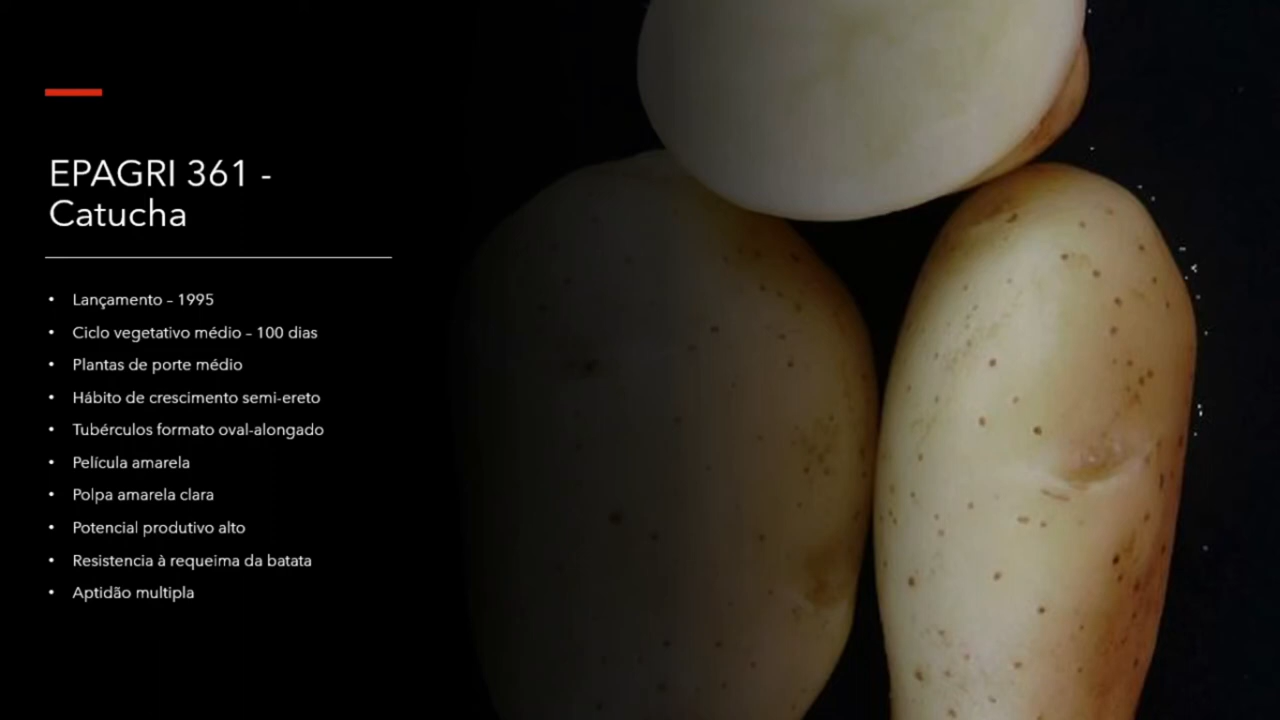 EPAGRI 361 -
Catucha
• Lançamento – 1995
• Ciclo vegetativo médio – 100 dias
• Plantas de porte médio
• Hábito de crescimento semi-ereto
• Tubérculos formato oval-alongado
• Película amarela
• Polpa amarela clara
• Potencial produtivo alto
• Resistencia à requeima da batata
• Aptidão multipla